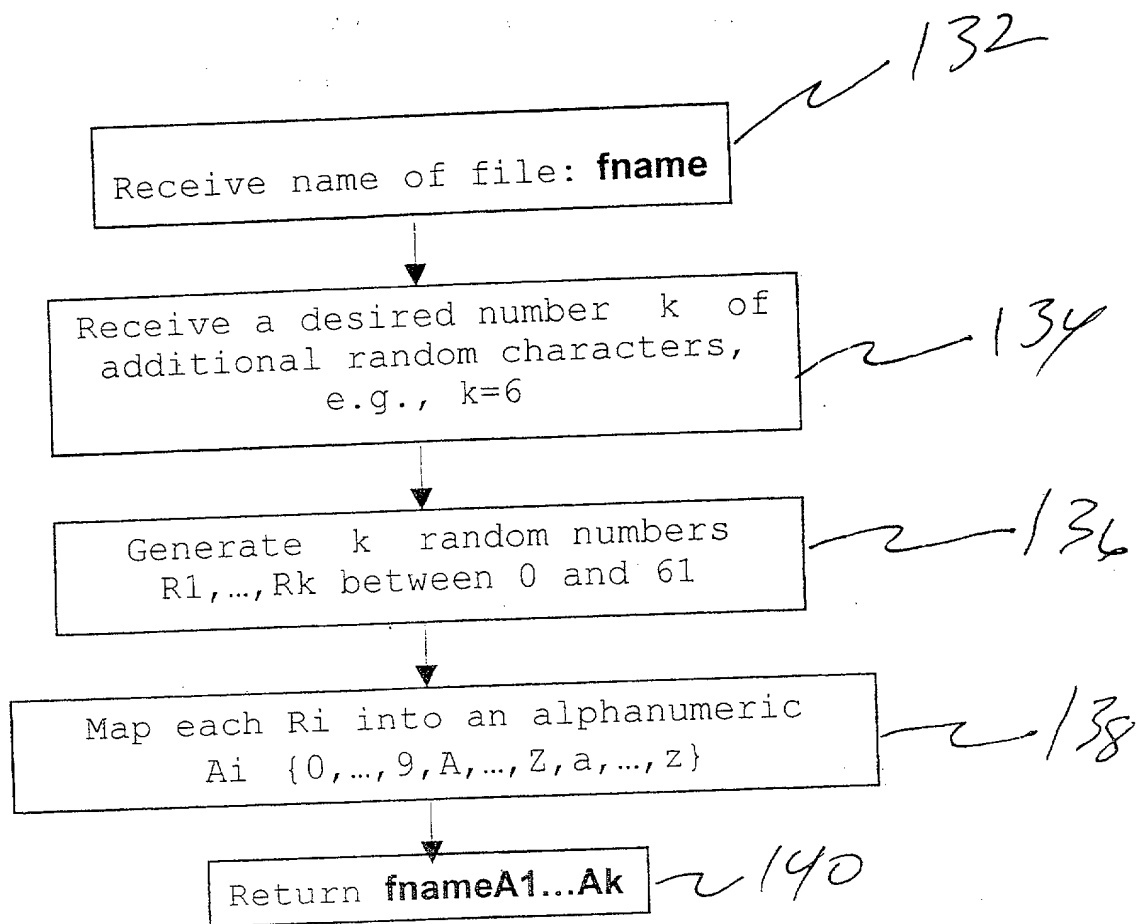 132
Receive name of file: fname
Receive a desired number k of
additional random characters,
e.g., k=6
134
Generate k random numbers
R1,…,Rk between 0 and 61
136
Map each Ri into an alphanumeric
Ai {0,…,9,A,…,Z,a,…,z}
138
Return fnameA1...Ak
140